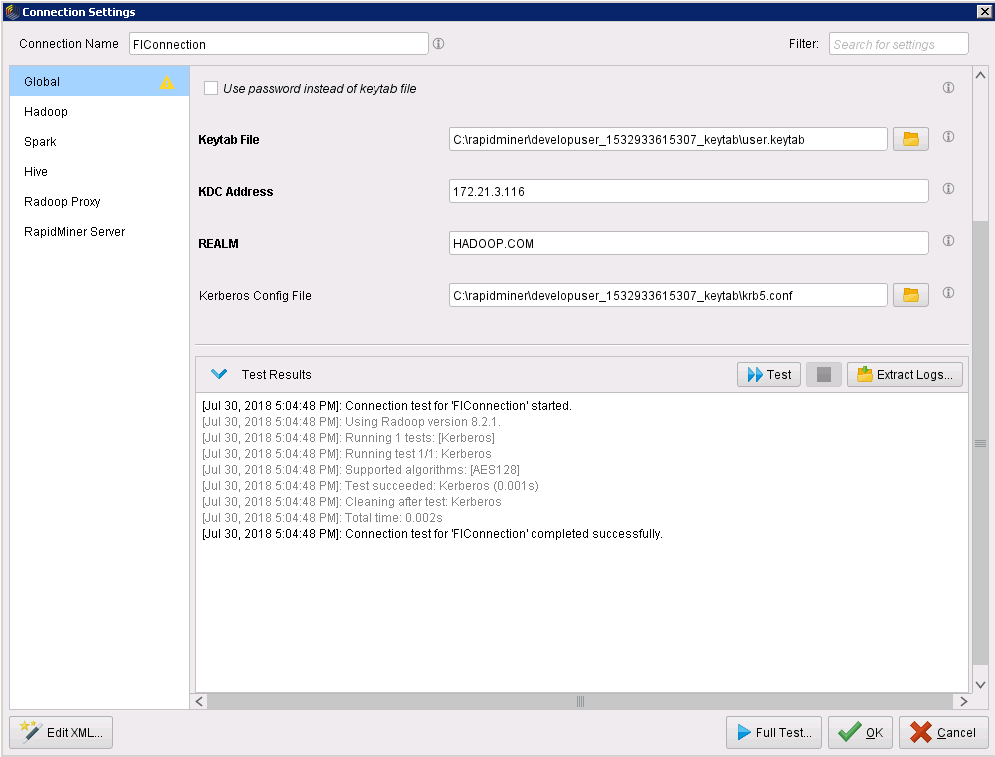 Connection Settings
Connection Name FIConnection Filter: Search for settings
Global
Hadoop
Spark
Hive
Radoop Proxy
RapidMiner Server
Use password instead of keytab file
Keytab File C:\rapidminer\developuser_1532933615307_keytab\user.keytab
KDC Address 172.21.3.116
REALM HADOOP.COM
Kerberos Config File C:\rapidminer\developuser_1532933615307_keytab\krb5.conf
Test Results Test Extract Logs...
[Jul 30, 2018 5:04:48 PM]: Connection test for 'FIConnection' started.
[Jul 30, 2018 5:04:48 PM]: Using Radoop version 8.2.1.
[Jul 30, 2018 5:04:48 PM]: Running 1 tests: [Kerberos]
[Jul 30, 2018 5:04:48 PM]: Running test 1/1: Kerberos
[Jul 30, 2018 5:04:48 PM]: Supported algorithms: [AES128]
[Jul 30, 2018 5:04:48 PM]: Test succeeded: Kerberos (0.001s)
[Jul 30, 2018 5:04:48 PM]: Cleaning after test: Kerberos
[Jul 30, 2018 5:04:48 PM]: Total time: 0.002s
[Jul 30, 2018 5:04:48 PM]: Connection test for 'FIConnection' completed successfully.
Edit XML... Full Test... OK Cancel